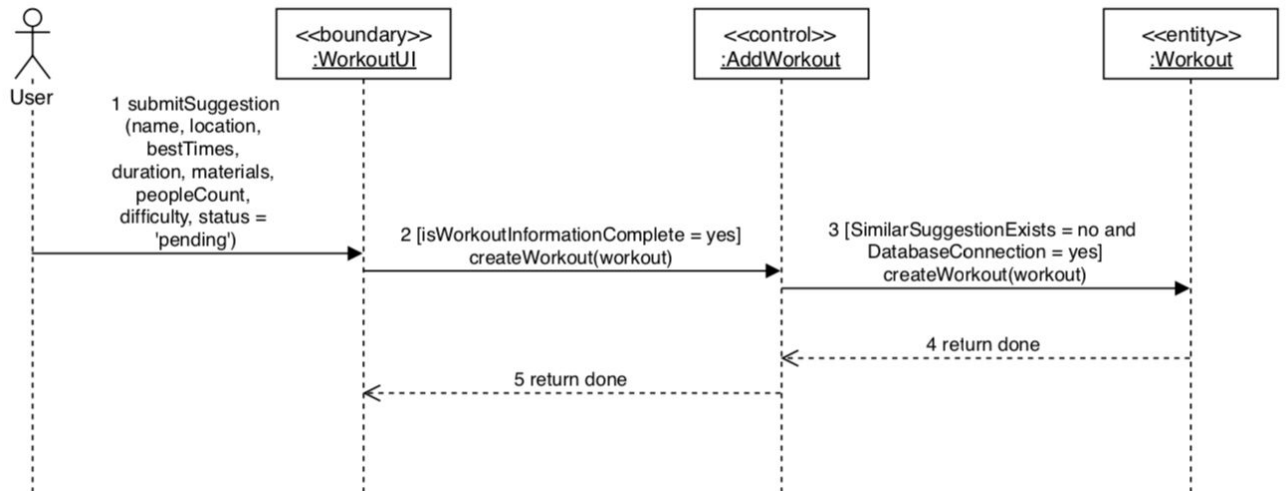 <<boundary>>
:WorkoutUI
<<control>>
:AddWorkout
<<entity>>
:Workout
User
1 submitSuggestion
(name, location,
bestTimes,
duration, materials,
peopleCount,
difficulty, status =
'pending')
2 [isWorkoutInformationComplete = yes]
createWorkout(workout)
3 [SimilarSuggestionExists = no and
DatabaseConnection = yes]
createWorkout(workout)
4 return done
5 return done